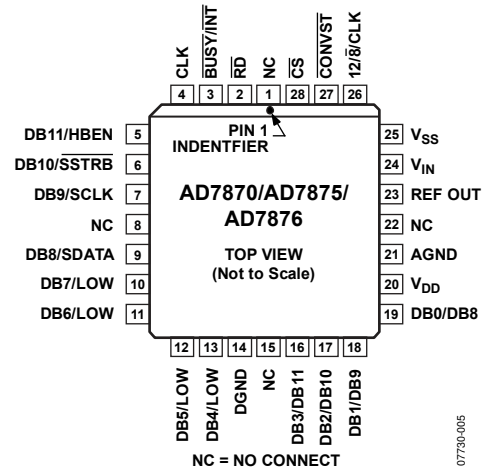 CLK
BUSY/INT
RD
NC
CS
CONVST
12/8/CLK
4
3
2
1
28
27
26
PIN 1
INDENTFIER
DB11/HBEN 5
DB10/SSTRB 6
DB9/SCLK 7
NC 8
DB8/SDATA 9
DB7/LOW 10
DB6/LOW 11
AD7870/AD7875/
AD7876
TOP VIEW
(Not to Scale)
25 VSS
24 VIN
23 REF OUT
22 NC
21 AGND
20 VDD
19 DB0/DB8
12
13
14
15
16
17
18
DB5/LOW
DB4/LOW
DGND
NC
DB3/DB11
DB2/DB10
DB1/DB9
NC = NO CONNECT
07730-005